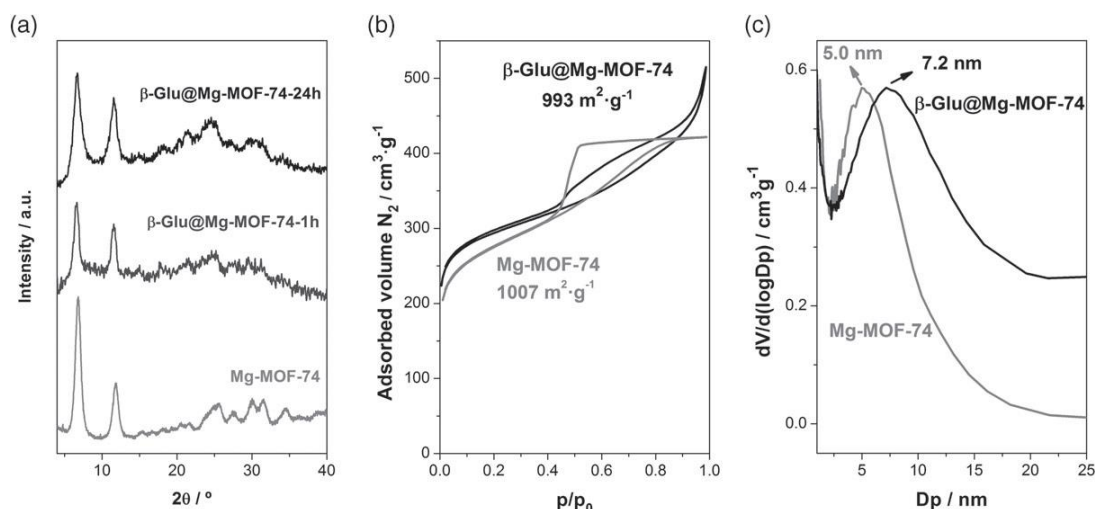 (a)
Intensity / a.u.
β-Glu@Mg-MOF-74-24h
β-Glu@Mg-MOF-74-1h
Mg-MOF-74
10 20 30 40
2θ / º
(b)
Adsorbed volume N₂ / cm³·g⁻¹
500
400
300
200
100
0
β-Glu@Mg-MOF-74
993 m²·g⁻¹
Mg-MOF-74
1007 m²·g⁻¹
0.0 0.2 0.4 0.6 0.8 1.0
p/p₀
(c)
dV/d(logDp) / cm³g⁻¹
0.6
0.4
0.2
0.0
5.0 nm
7.2 nm
β-Glu@Mg-MOF-74
Mg-MOF-74
5 10 15 20 25
Dp / nm